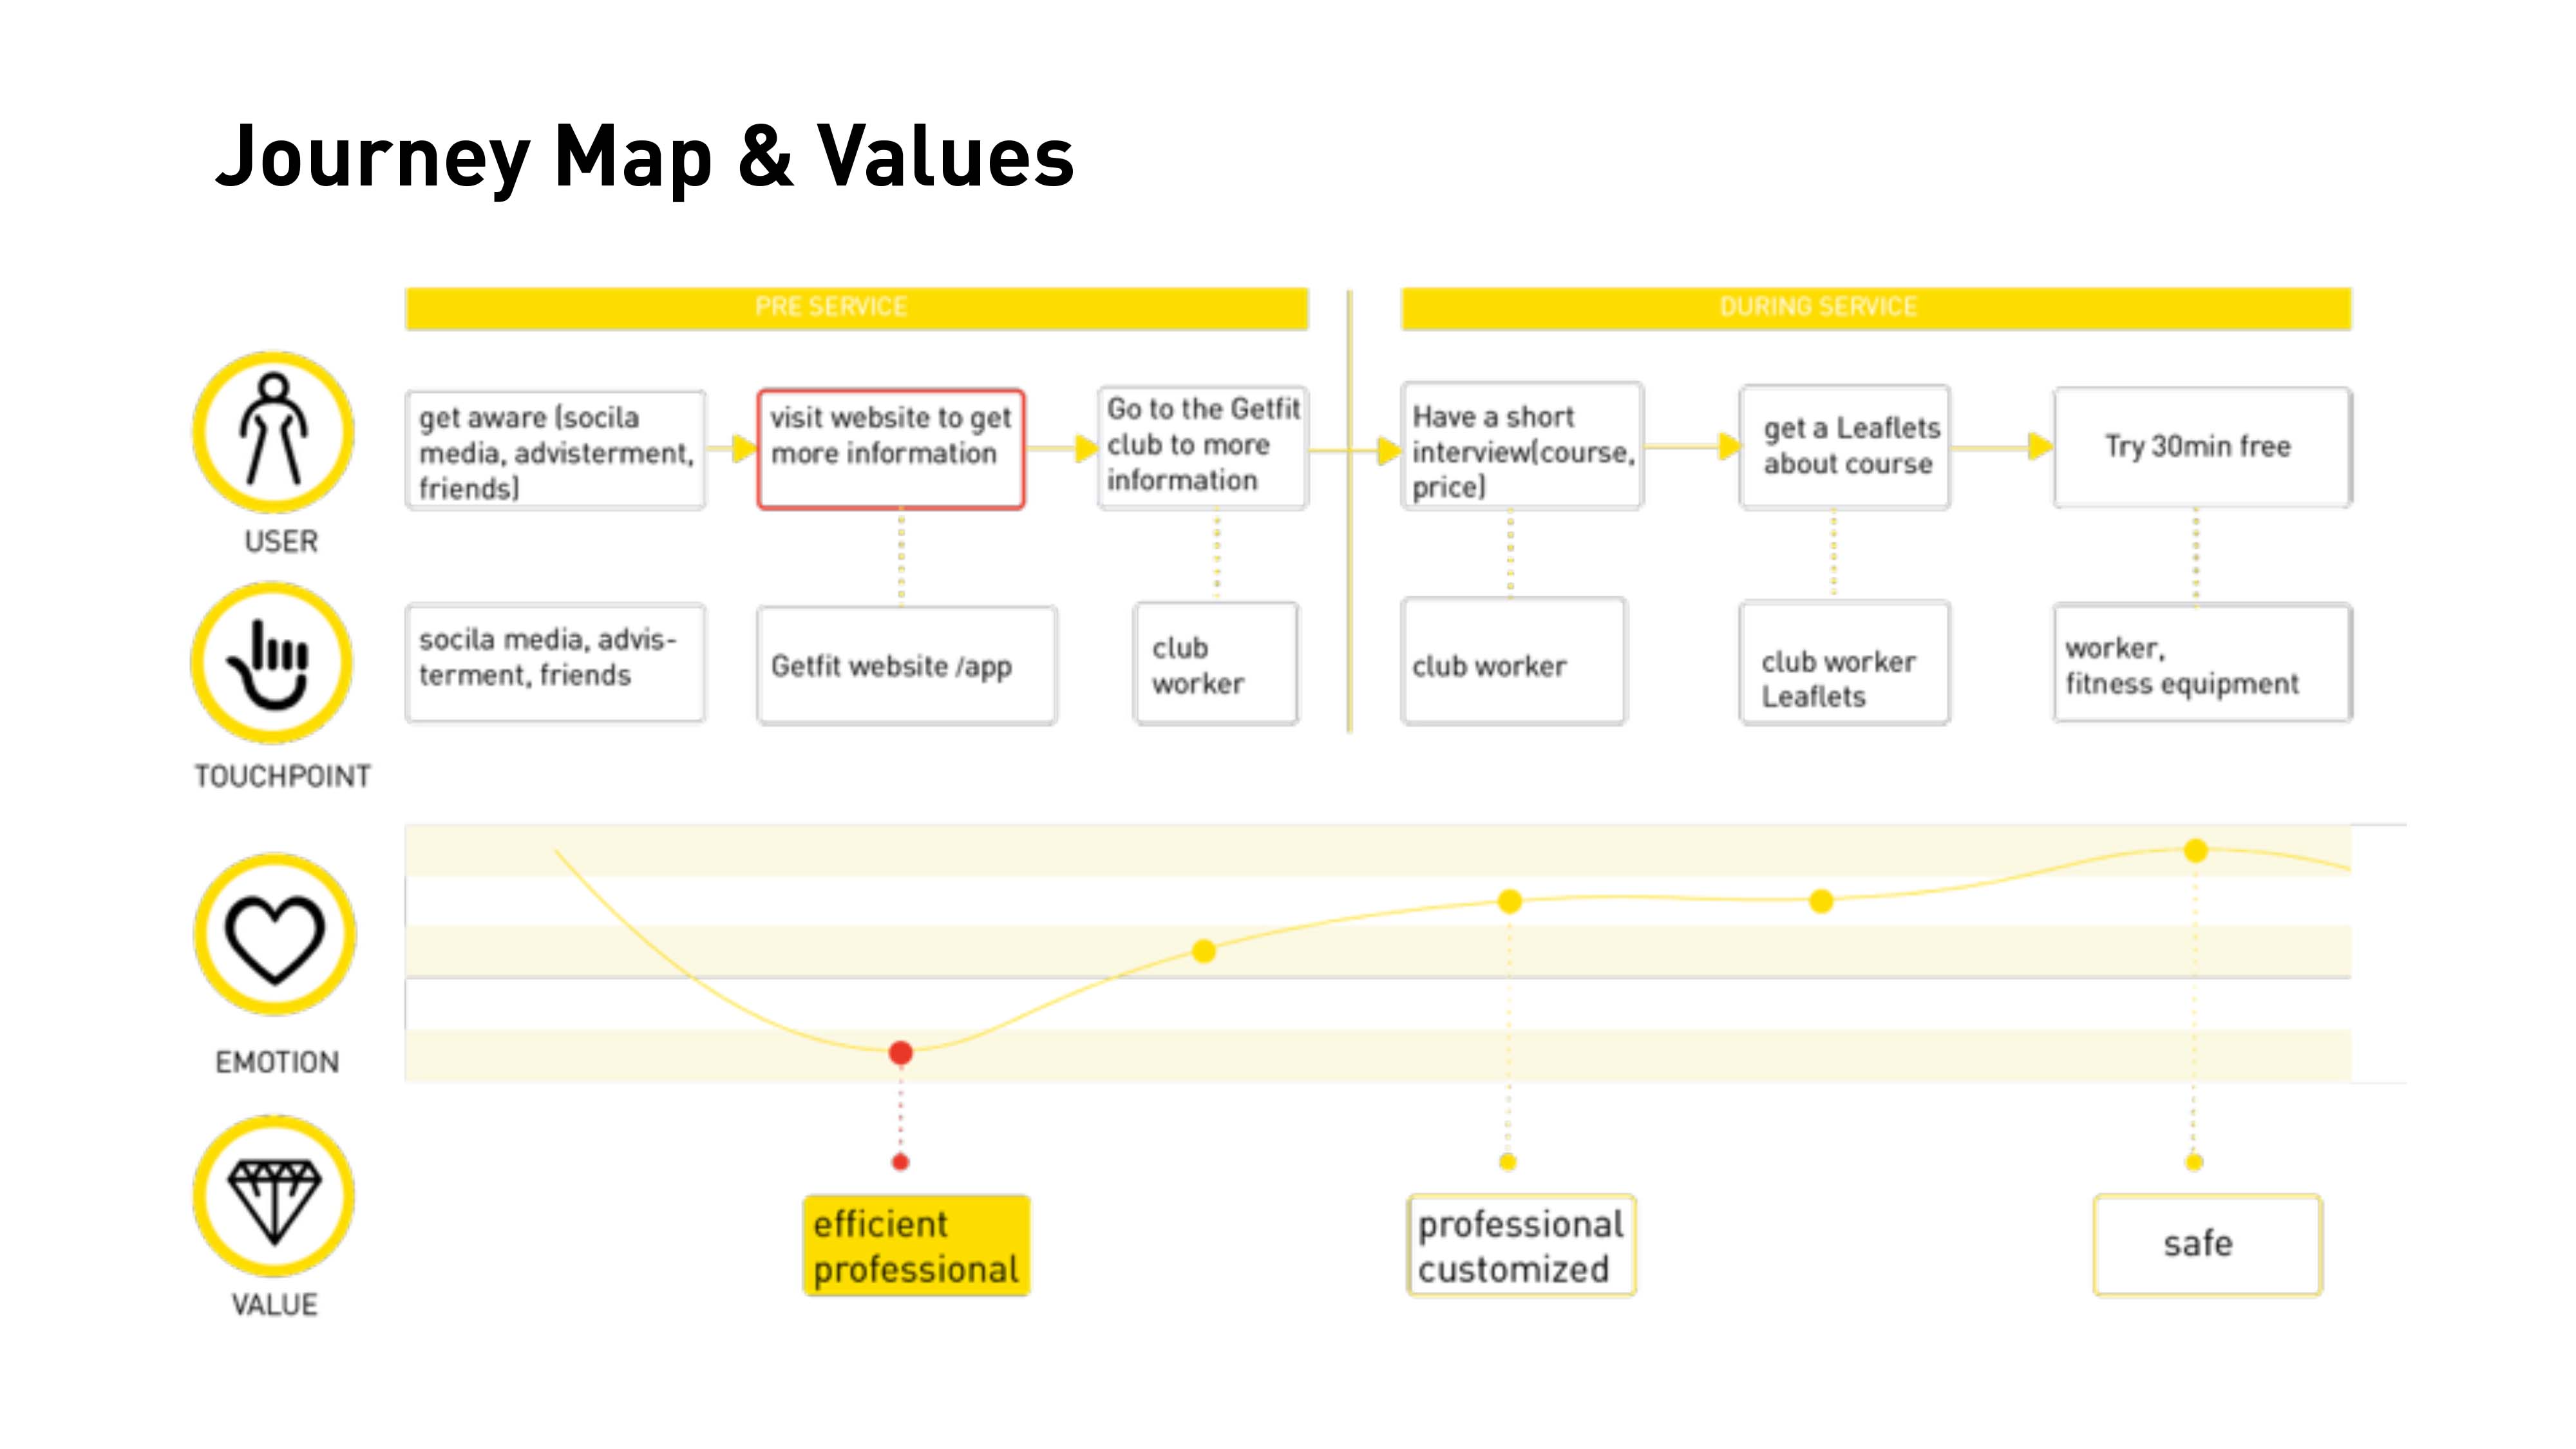 Journey Map & Values
PRE SERVICE
DURING SERVICE
get aware (socila
media, advisterment,
friends)
visit website to get
more information
Go to the Getfit
club to more
information
Have a short
interview(course,
price)
get a Leaflets
about course
Try 30min free
USER
socila media, advis-
terment, friends
Getfit website /app
club
worker
club worker
club worker
Leaflets
worker,
fitness equipment
TOUCHPOINT
EMOTION
efficient
professional
professional
customized
safe
VALUE